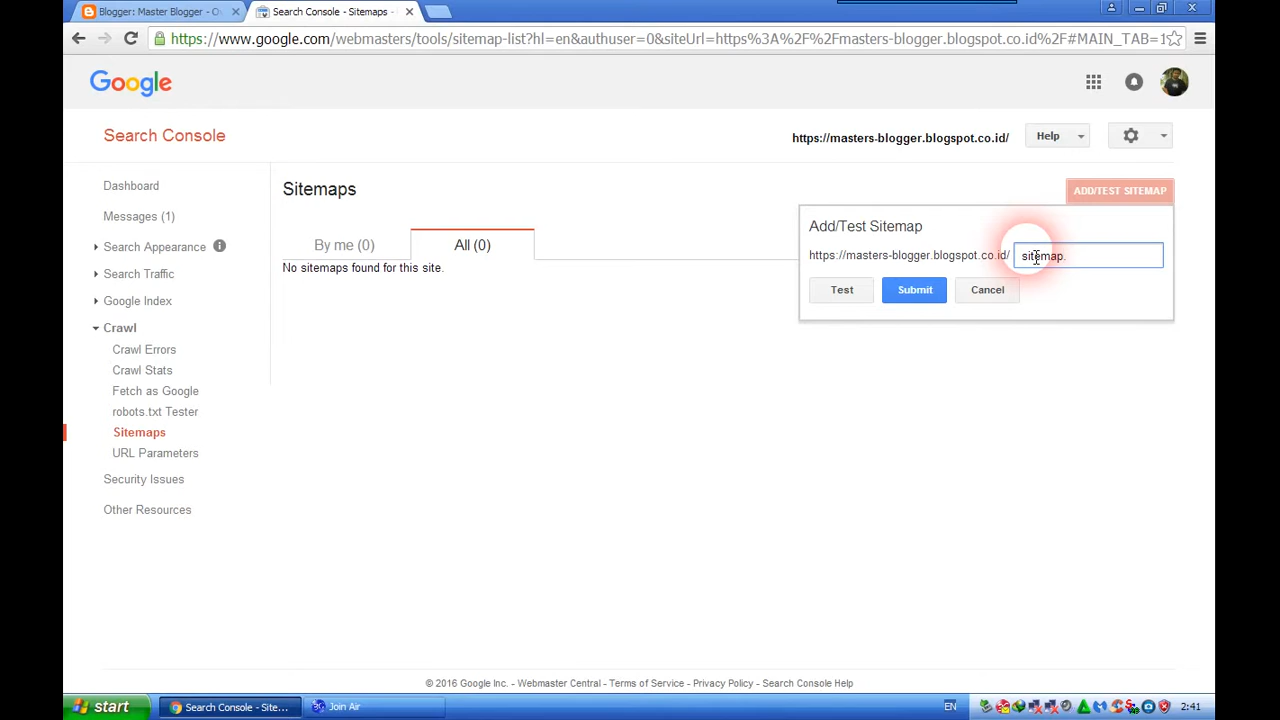 Blogger: Master Blogger - Ov
Search Console - Sitemaps -
https://www.google.com/webmasters/tools/sitemap-list?hl=en&authuser=0&siteUrl=https%3A%2F%2Fmasters-blogger.blogspot.co.id%2F#MAIN_TAB=1
Google
Search Console
https://masters-blogger.blogspot.co.id/
Help
Dashboard
Messages (1)
Search Appearance
Search Traffic
Google Index
Crawl
Crawl Errors
Crawl Stats
Fetch as Google
robots.txt Tester
Sitemaps
URL Parameters
Security Issues
Other Resources
Sitemaps
ADD/TEST SITEMAP
By me (0)
All (0)
No sitemaps found for this site.
Add/Test Sitemap
https://masters-blogger.blogspot.co.id/ sitemap.
Test
Submit
Cancel
© 2016 Google Inc. - Webmaster Central - Terms of Service - Privacy Policy - Search Console Help
start
Search Console - Site...
Join Air
EN
2:41